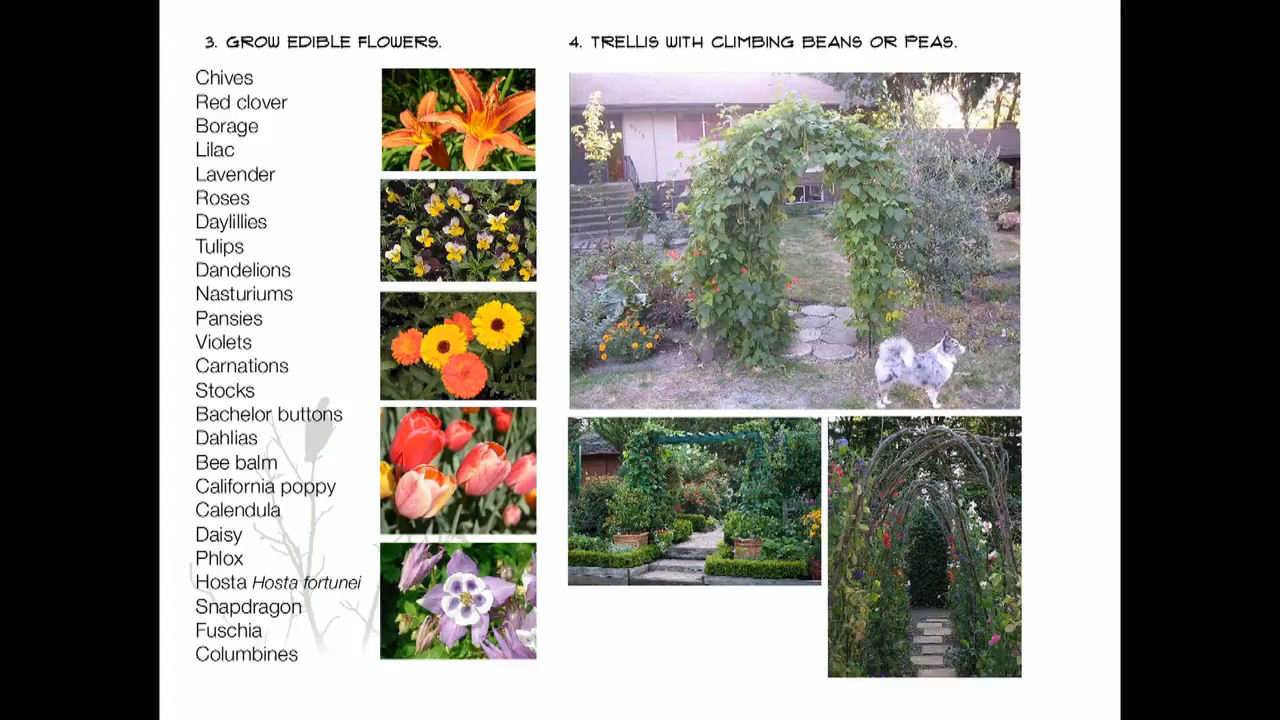 3. GROW EDIBLE FLOWERS.
Chives
Red clover
Borage
Lilac
Lavender
Roses
Daylillies
Tulips
Dandelions
Nasturiums
Pansies
Violets
Carnations
Stocks
Bachelor buttons
Dahlias
Bee balm
California poppy
Calendula
Daisy
Phlox
Hosta Hosta fortunei
Snapdragon
Fuschia
Columbines
4. TRELLIS WITH CLIMBING BEANS OR PEAS.